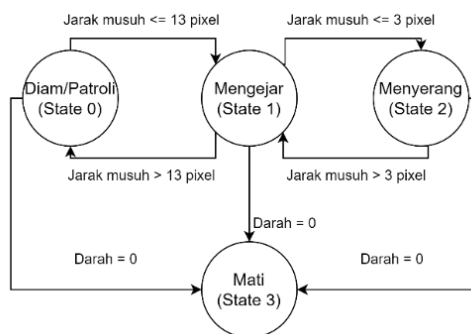 Jarak musuh <= 13 pixel
Jarak musuh <= 3 pixel
Diam/Patroli
(State 0)
Mengejar
(State 1)
Menyerang
(State 2)
Jarak musuh > 13 pixel
Jarak musuh > 3 pixel
Darah = 0
Darah = 0
Darah = 0
Mati
(State 3)